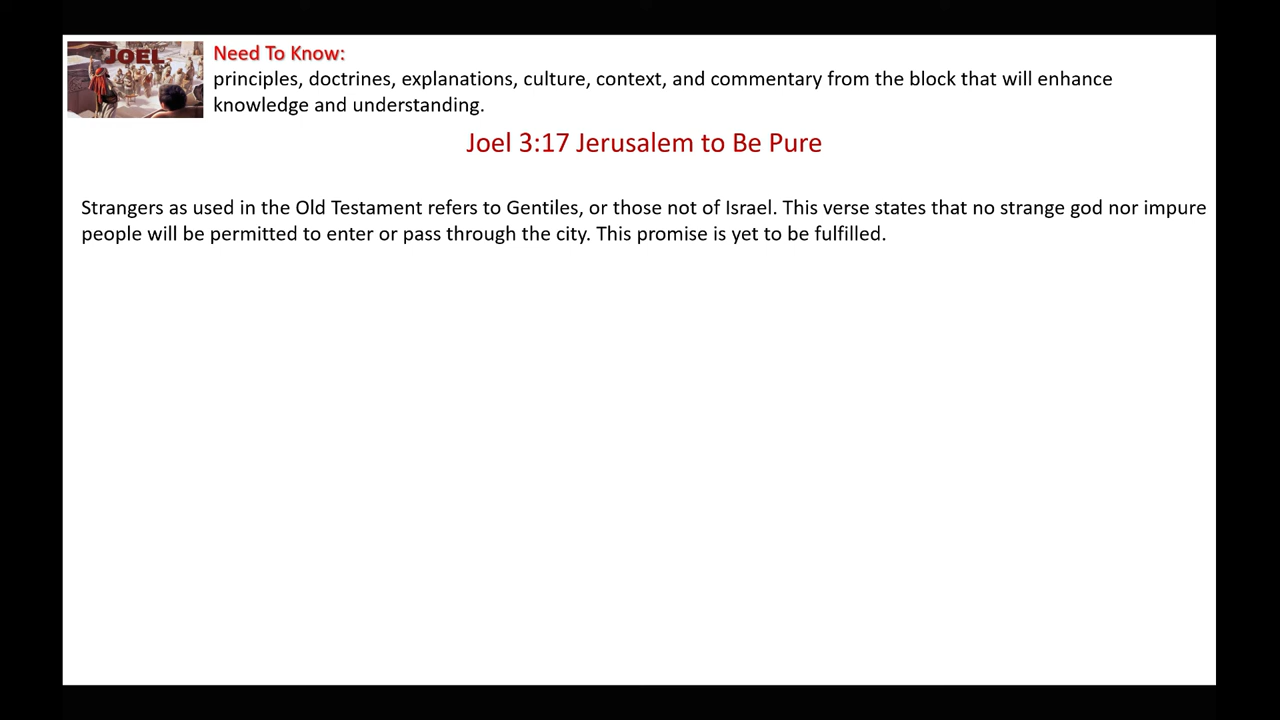 JOEL
Need To Know:
principles, doctrines, explanations, culture, context, and commentary from the block that will enhance
knowledge and understanding.
Joel 3:17 Jerusalem to Be Pure
Strangers as used in the Old Testament refers to Gentiles, or those not of Israel. This verse states that no strange god nor impure
people will be permitted to enter or pass through the city. This promise is yet to be fulfilled.